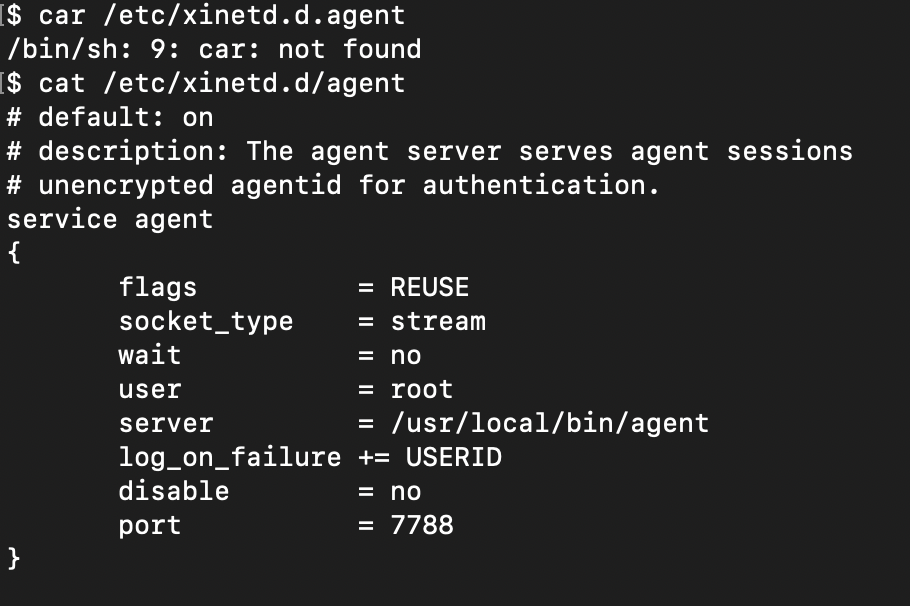 [$ car /etc/xinetd.d.agent
/bin/sh: 9: car: not found
[$ cat /etc/xinetd.d/agent
# default: on
# description: The agent server serves agent sessions
# unencrypted agentid for authentication.
service agent
{
        flags          = REUSE
        socket_type    = stream
        wait           = no
        user           = root
        server         = /usr/local/bin/agent
        log_on_failure += USERID
        disable        = no
        port           = 7788
}